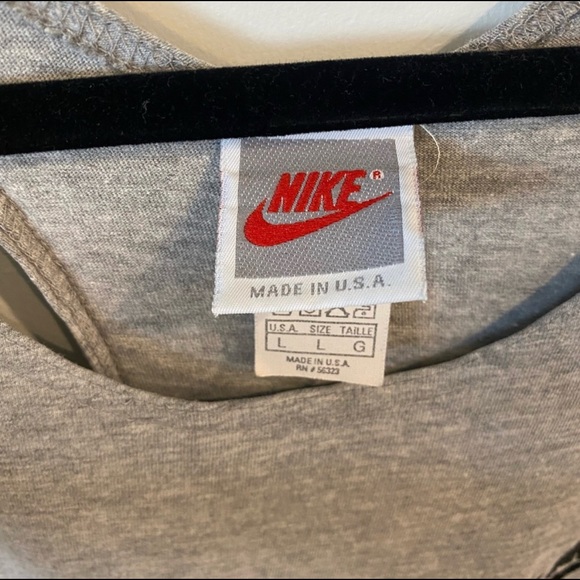 NIKE®
MADE IN U.S.A.
U.S.A. SIZE TAILLE
L L G
MADE IN U.S.A.
RN # 56323